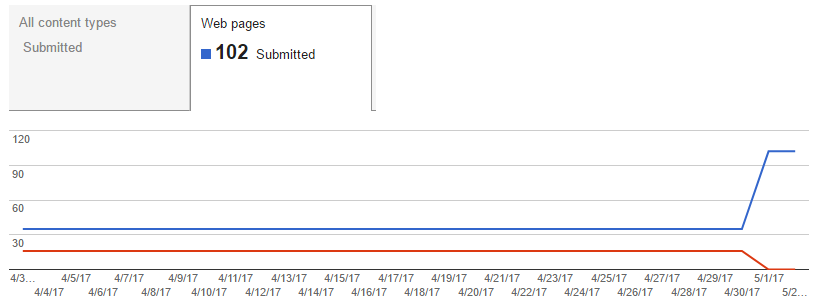 All content types
Submitted
Web pages
102 Submitted
120
90
60
30
4/3... 4/5/17 4/7/17 4/9/17 4/11/17 4/13/17 4/15/17 4/17/17 4/19/17 4/21/17 4/23/17 4/25/17 4/27/17 4/29/17 5/1/17
4/4/17 4/6/17 4/8/17 4/10/17 4/12/17 4/14/17 4/16/17 4/18/17 4/20/17 4/22/17 4/24/17 4/26/17 4/28/17 4/30/17 5/2...